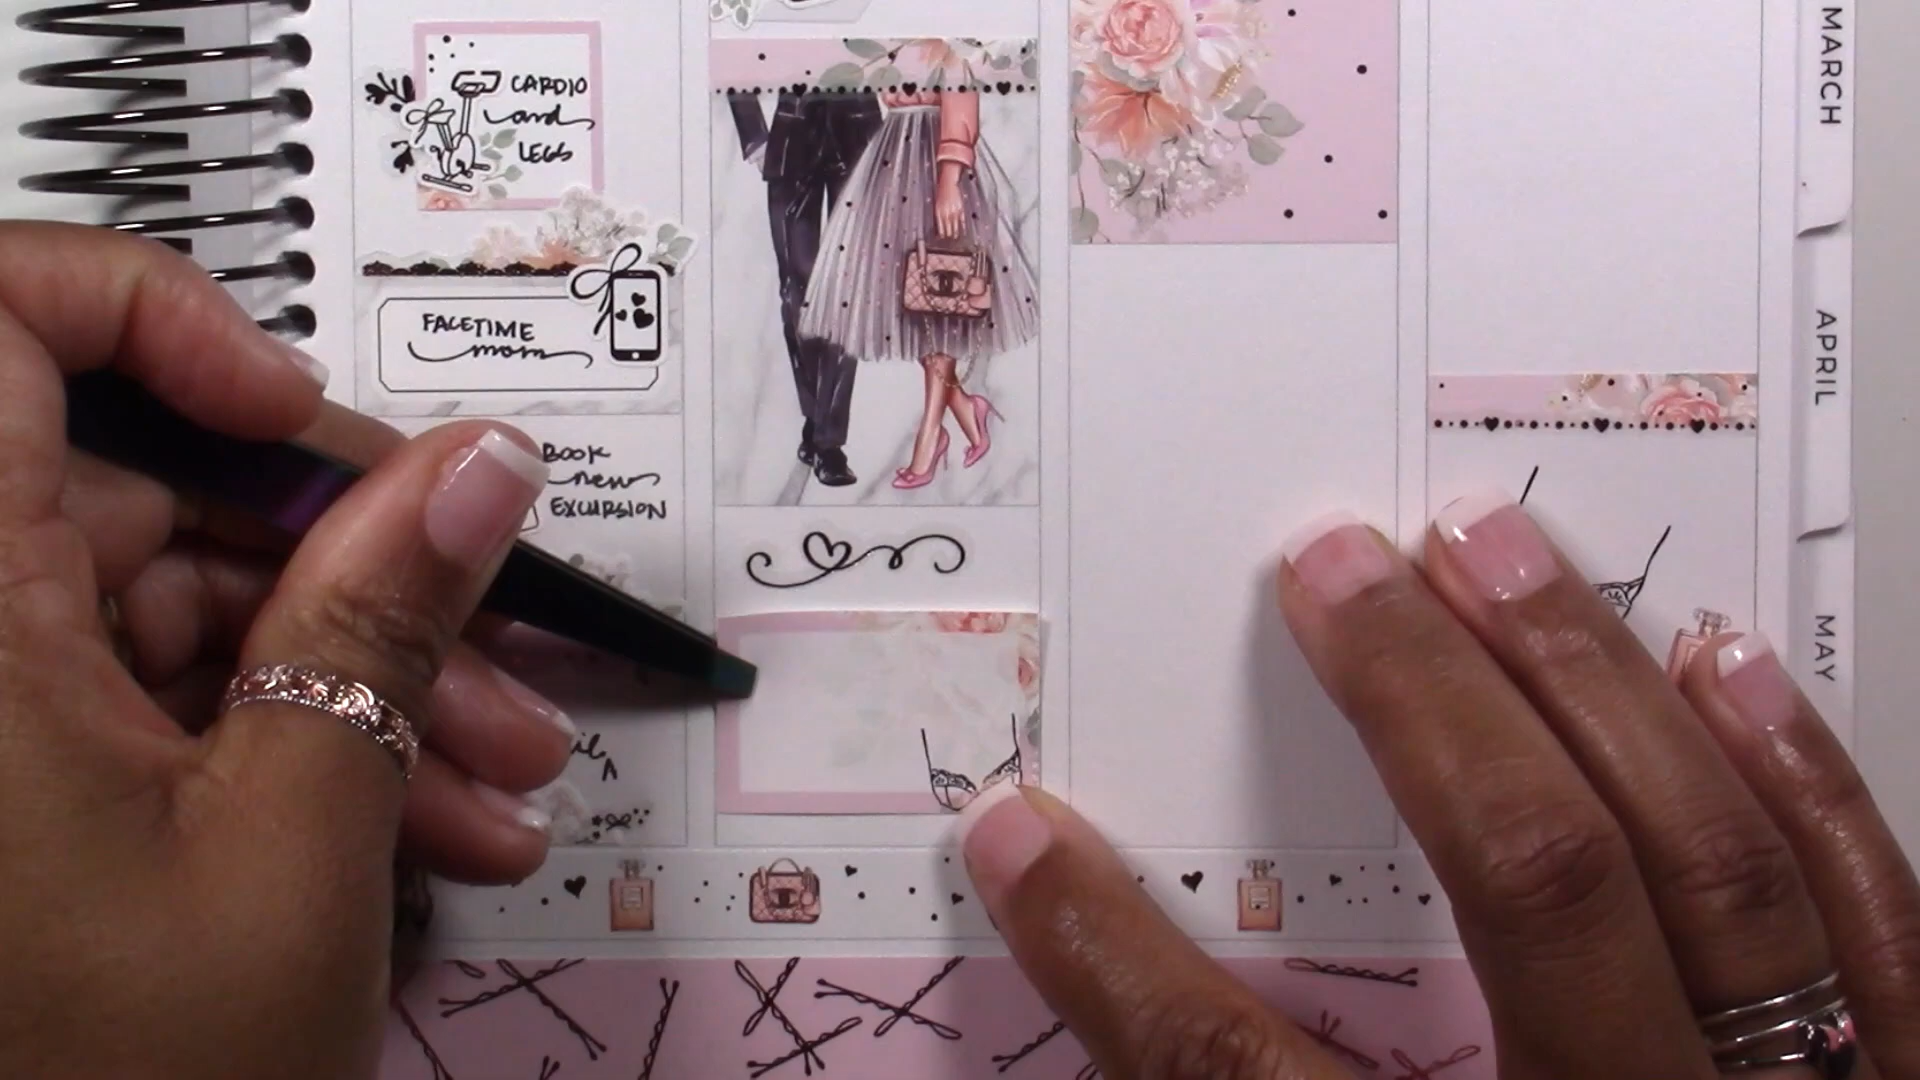 CARDIO
and
LEGS
FACETIME
mom
BOOK
new
EXCURSION
MARCH
APRIL
MAY